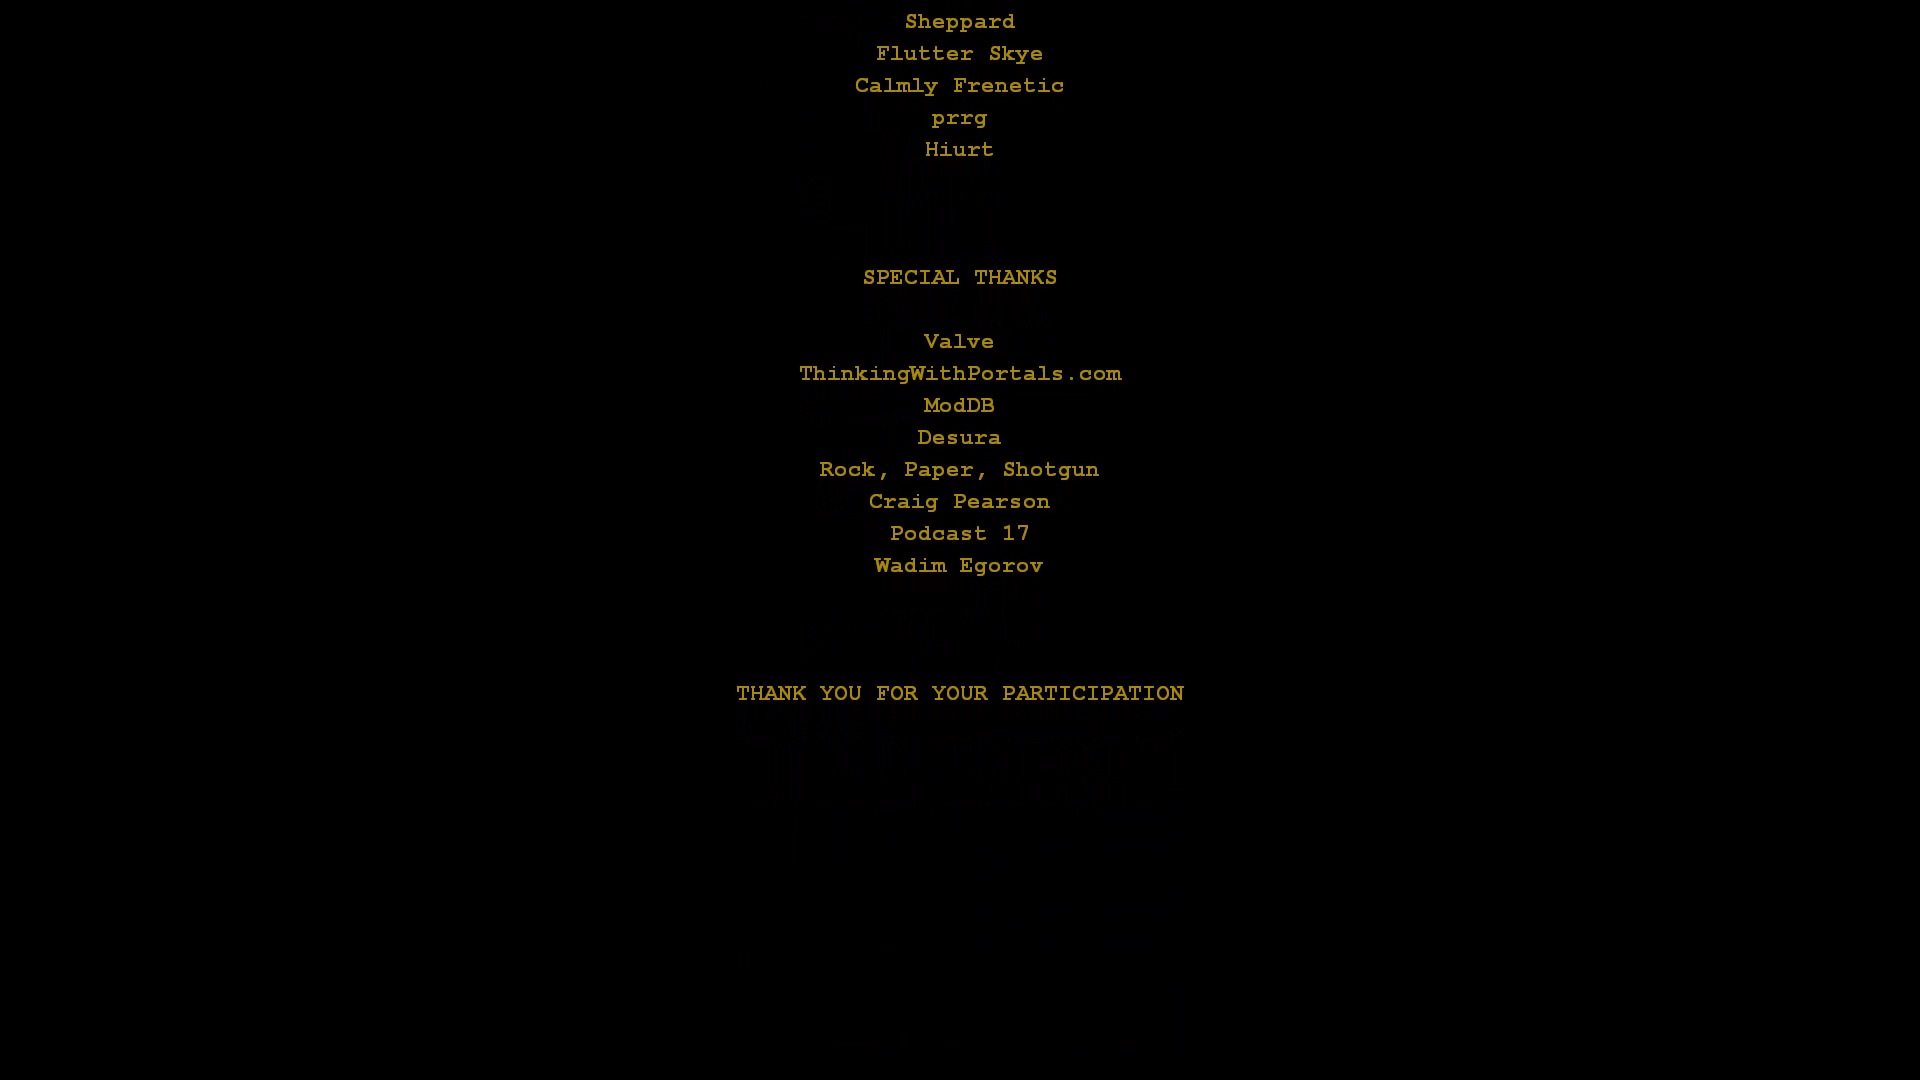 Sheppard
Flutter Skye
Calmly Frenetic
prrg
Hiurt
SPECIAL THANKS
Valve
ThinkingWithPortals.com
ModDB
Desura
Rock, Paper, Shotgun
Craig Pearson
Podcast 17
Wadim Egorov
THANK YOU FOR YOUR PARTICIPATION